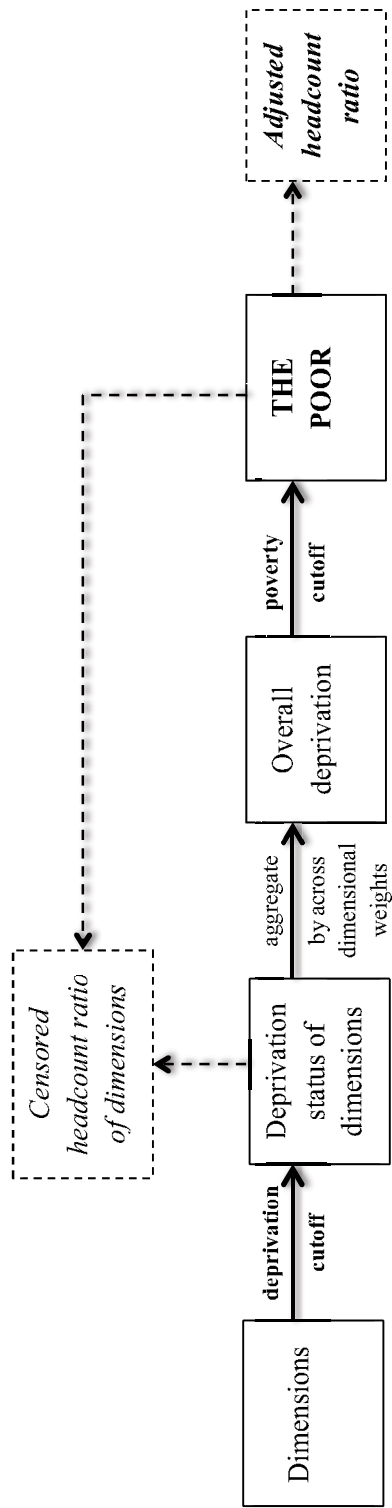 Censored
headcount ratio
of dimensions
Dimensions
deprivation
cutoff
Deprivation
status of
dimensions
aggregate
by across
dimensional
weights
Overall
deprivation
poverty
cutoff
THE
POOR
Adjusted
headcount
ratio